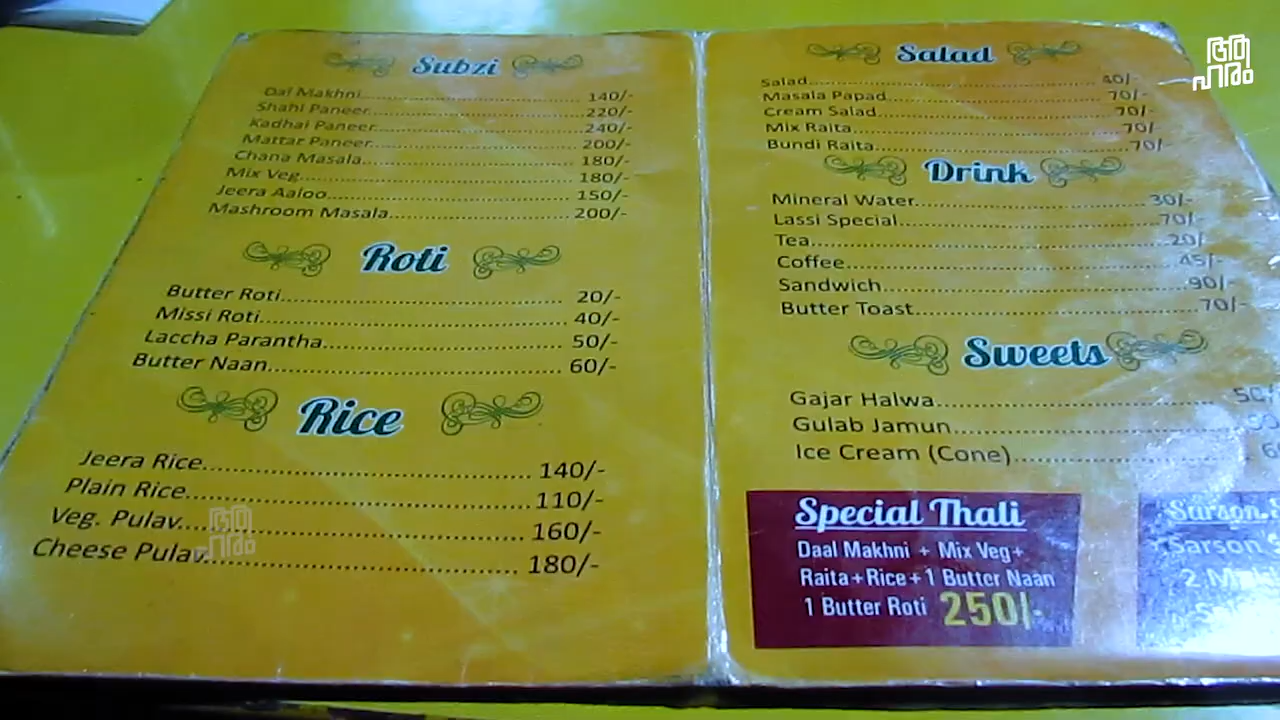 Subzi
Dal Makhni 140/-
Shahi Paneer 220/-
Kadhai Paneer 240/-
Mattar Paneer 200/-
Chana Masala 180/-
Mix Veg 180/-
Jeera Aaloo 150/-
Mashroom Masala 200/-
Roti
Butter Roti 20/-
Missi Roti 40/-
Laccha Parantha 50/-
Butter Naan 60/-
Rice
Jeera Rice 140/-
Plain Rice 110/-
Veg. Pulav 160/-
Cheese Pulav 180/-
Salad
Salad 40/-
Masala Papad 70/-
Cream Salad 70/-
Mix Raita 70/-
Bundi Raita 70/-
Drink
Mineral Water 30/-
Lassi Special 70/-
Tea 20/
Coffee 45/-
Sandwich 90/-
Butter Toast 70/-
Sweets
Gajar Halwa 50/
Gulab Jamun
Ice Cream (Cone)
Special Thali
Daal Makhni + Mix Veg+
Raita+Rice+1 Butter Naan
1 Butter Roti 250/-
Sarson
Sarson
2
ആ
ഹാരം
ആ
ഹാരം